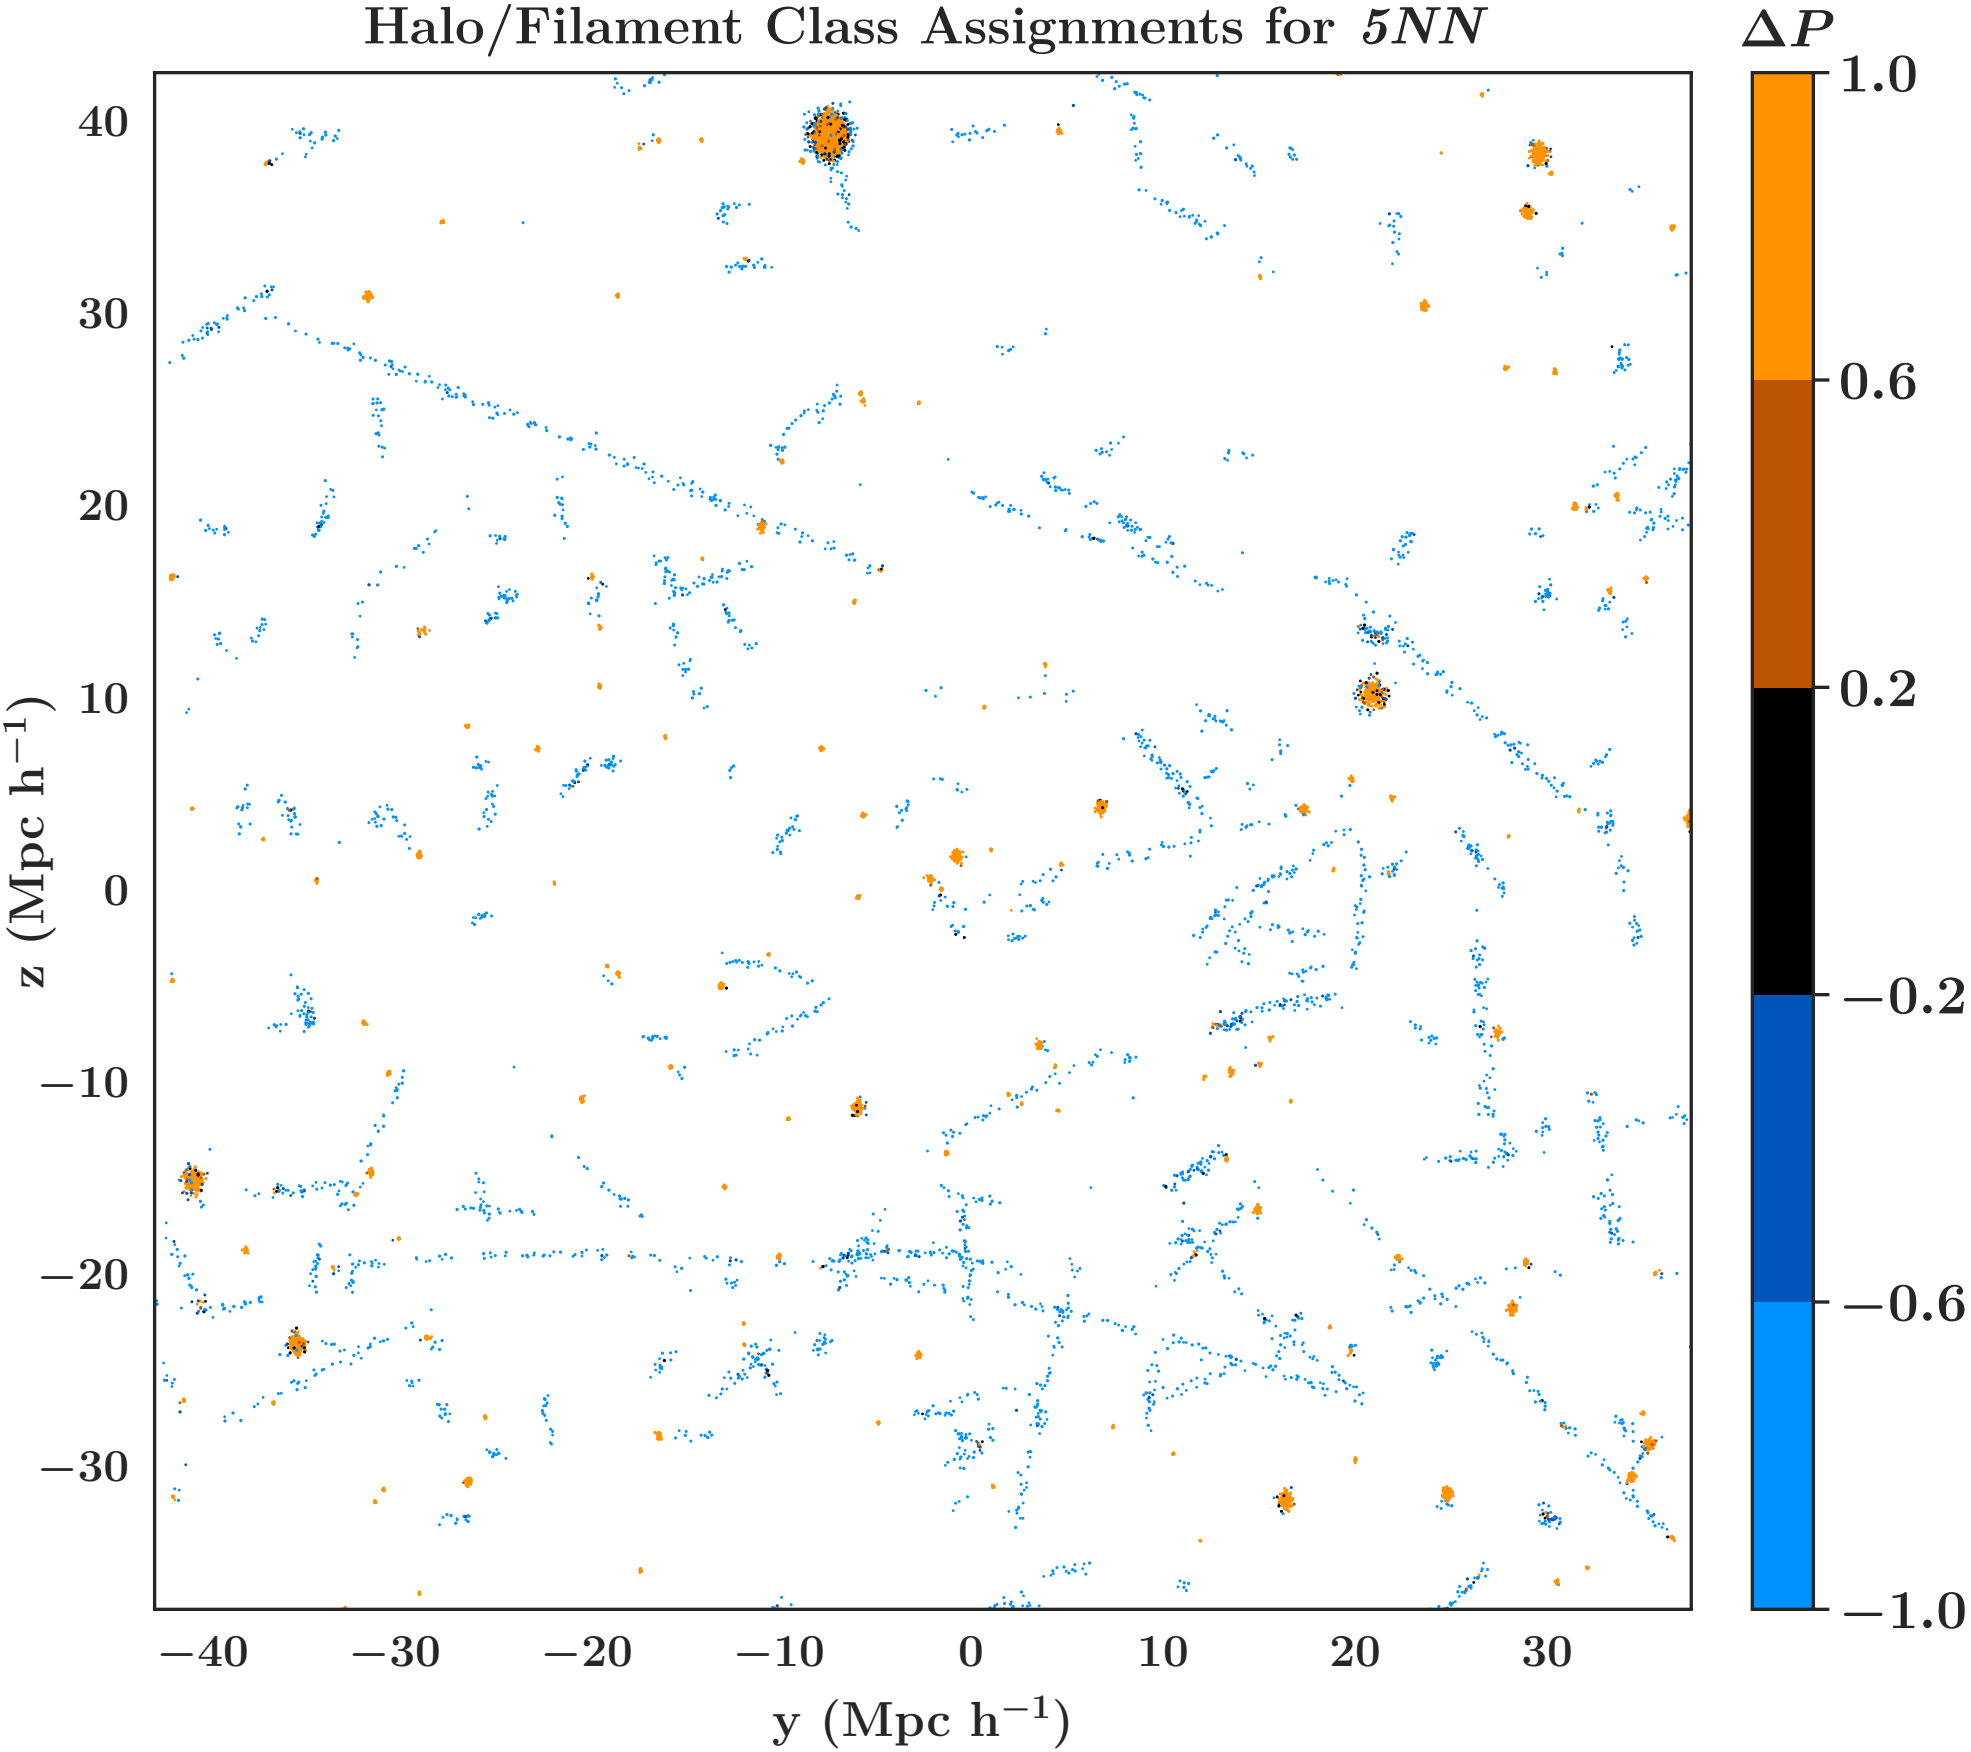 Halo/Filament Class Assignments for 5NN
ΔP
1.0
0.6
0.2
−0.2
−0.6
−1.0
z (Mpc h⁻¹)
40
30
20
10
0
−10
−20
−30
−40 −30 −20 −10 0 10 20 30
y (Mpc h⁻¹)